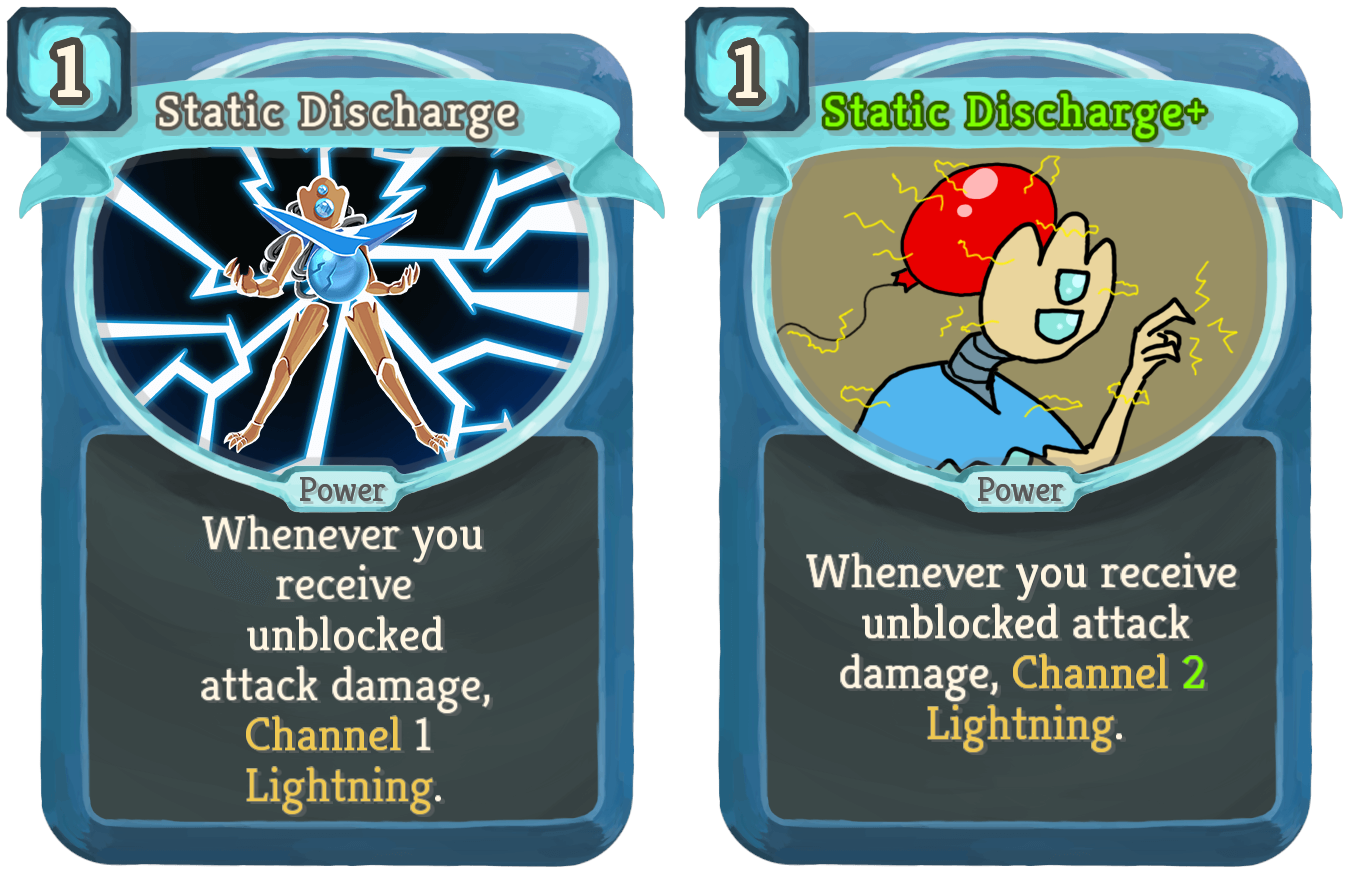 1
Static Discharge
Power
Whenever you
receive
unblocked
attack damage,
Channel 1
Lightning.
1
Static Discharge+
Power
Whenever you receive
unblocked attack
damage, Channel 2
Lightning.